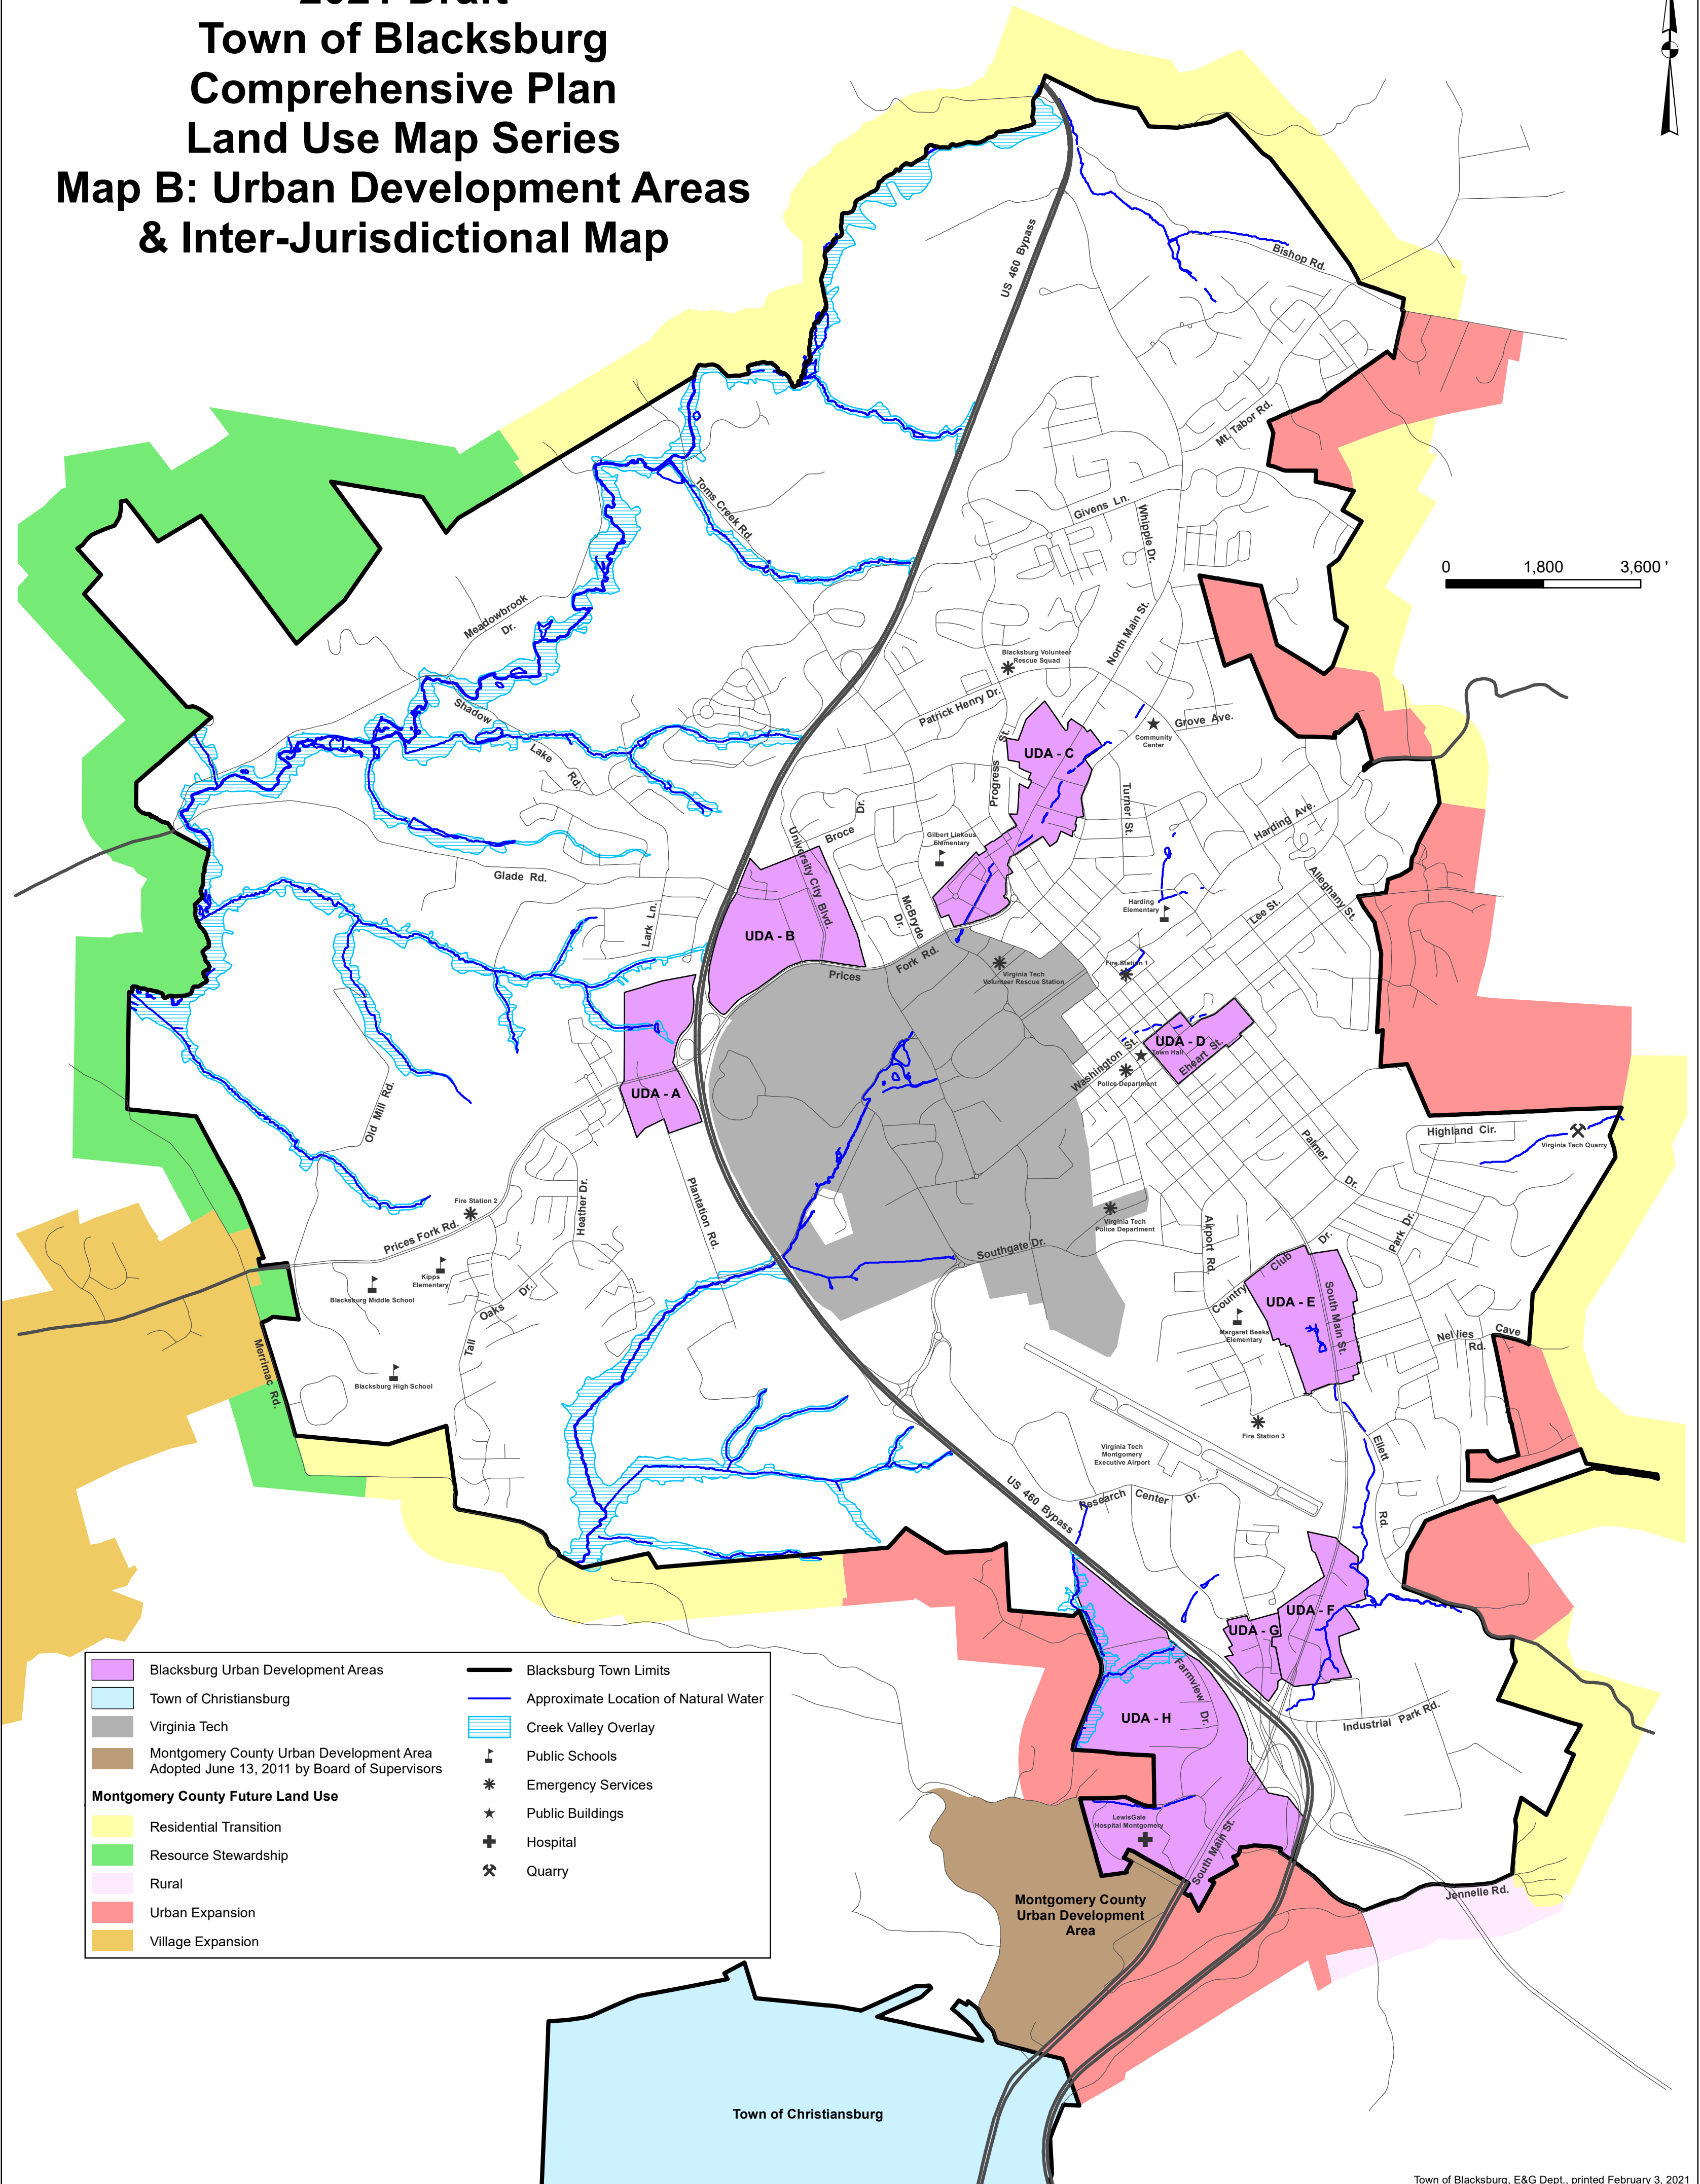 2021 Draft
Town of Blacksburg
Comprehensive Plan
Land Use Map Series
Map B: Urban Development Areas
& Inter-Jurisdictional Map
US 460 Bypass
Bishop Rd.
Mt. Tabor Rd.
Givens Ln.
Whipple Dr.
0 1,800 3,600 '
Toms Creek Rd.
Meadowbrook
Dr.
North Main St.
Blacksburg Volunteer
Rescue Squad
Patrick Henry Dr.
Shadow
Lake
Rd.
Grove Ave.
Community
Center
UDA - C
Progress
St.
Turner St.
Harding Ave.
University City Blvd.
Broce
Dr.
Gilbert Linkous
Elementary
Glade Rd.
Lark Ln.
McBryde
Dr.
Harding
Elementary
Lee St.
Alleghany St.
UDA - B
Prices
Fork Rd.
Virginia Tech
Volunteer Rescue Station
Fire Station 1
UDA - D
Washington St.
Town Hall
Eheart St.
Police Department
UDA - A
Old Mill Rd.
Palmer
Dr.
Highland Cir.
Virginia Tech Quarry
Fire Station 2
Prices Fork Rd.
Heather Dr.
Plantation Rd.
Virginia Tech
Police Department
Southgate Dr.
Airport Rd.
Park Dr.
Kipps
Elementary
Blacksburg Middle School
Tall
Oaks
Dr.
Country
Club
Dr.
UDA - E
South Main St.
Margaret Beeks
Elementary
Nellies
Cave
Rd.
Merrimac Rd.
Blacksburg High School
Fire Station 3
Ellett
Rd.
Virginia Tech
Montgomery
Executive Airport
US 460 Bypass
Research Center Dr.
UDA - F
UDA - G
Farmview
Dr.
UDA - H
Industrial Park Rd.
LewisGale
Hospital Montgomery
South Main St.
Jennelle Rd.
Montgomery County
Urban Development
Area
Town of Christiansburg
Blacksburg Urban Development Areas
Town of Christiansburg
Virginia Tech
Montgomery County Urban Development Area
Adopted June 13, 2011 by Board of Supervisors
Montgomery County Future Land Use
Residential Transition
Resource Stewardship
Rural
Urban Expansion
Village Expansion
Blacksburg Town Limits
Approximate Location of Natural Water
Creek Valley Overlay
Public Schools
Emergency Services
Public Buildings
Hospital
Quarry
Town of Blacksburg, E&G Dept., printed February 3, 2021